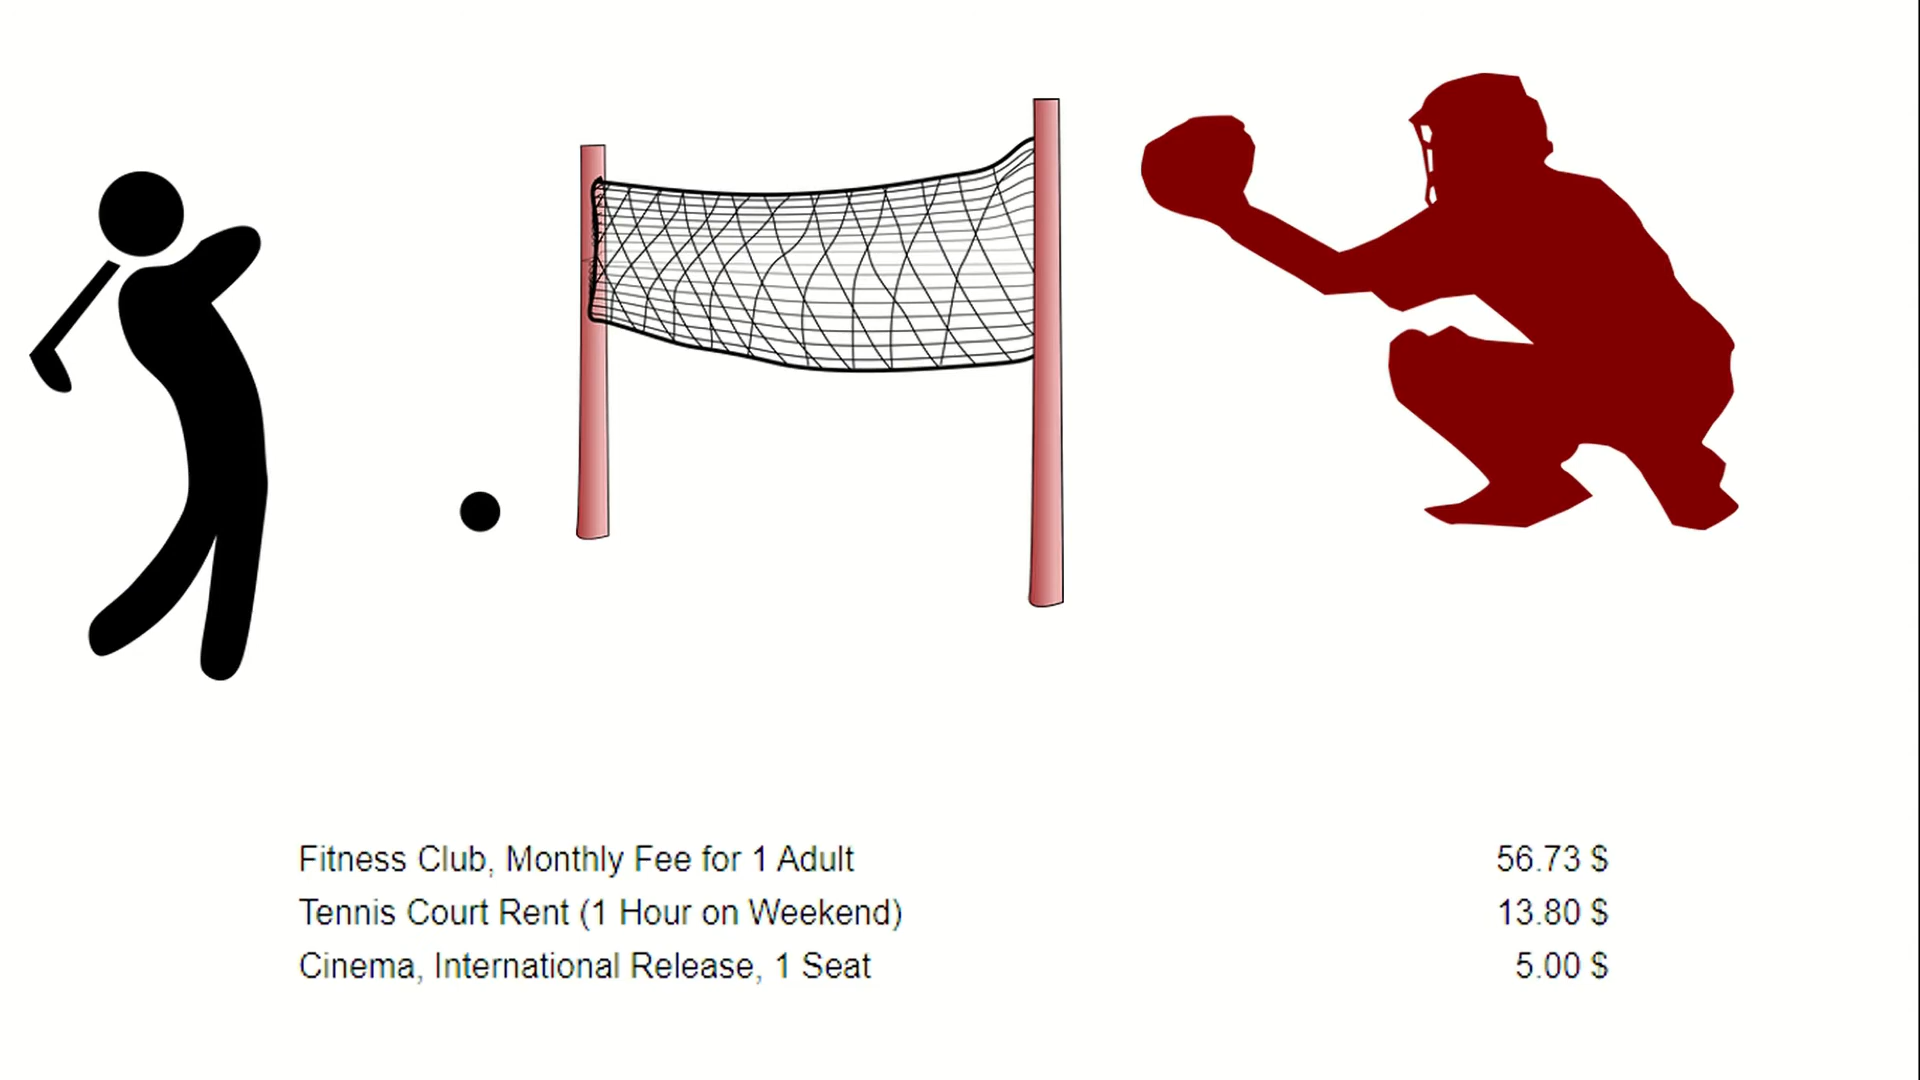 Fitness Club, Monthly Fee for 1 Adult 56.73 $
Tennis Court Rent (1 Hour on Weekend) 13.80 $
Cinema, International Release, 1 Seat 5.00 $